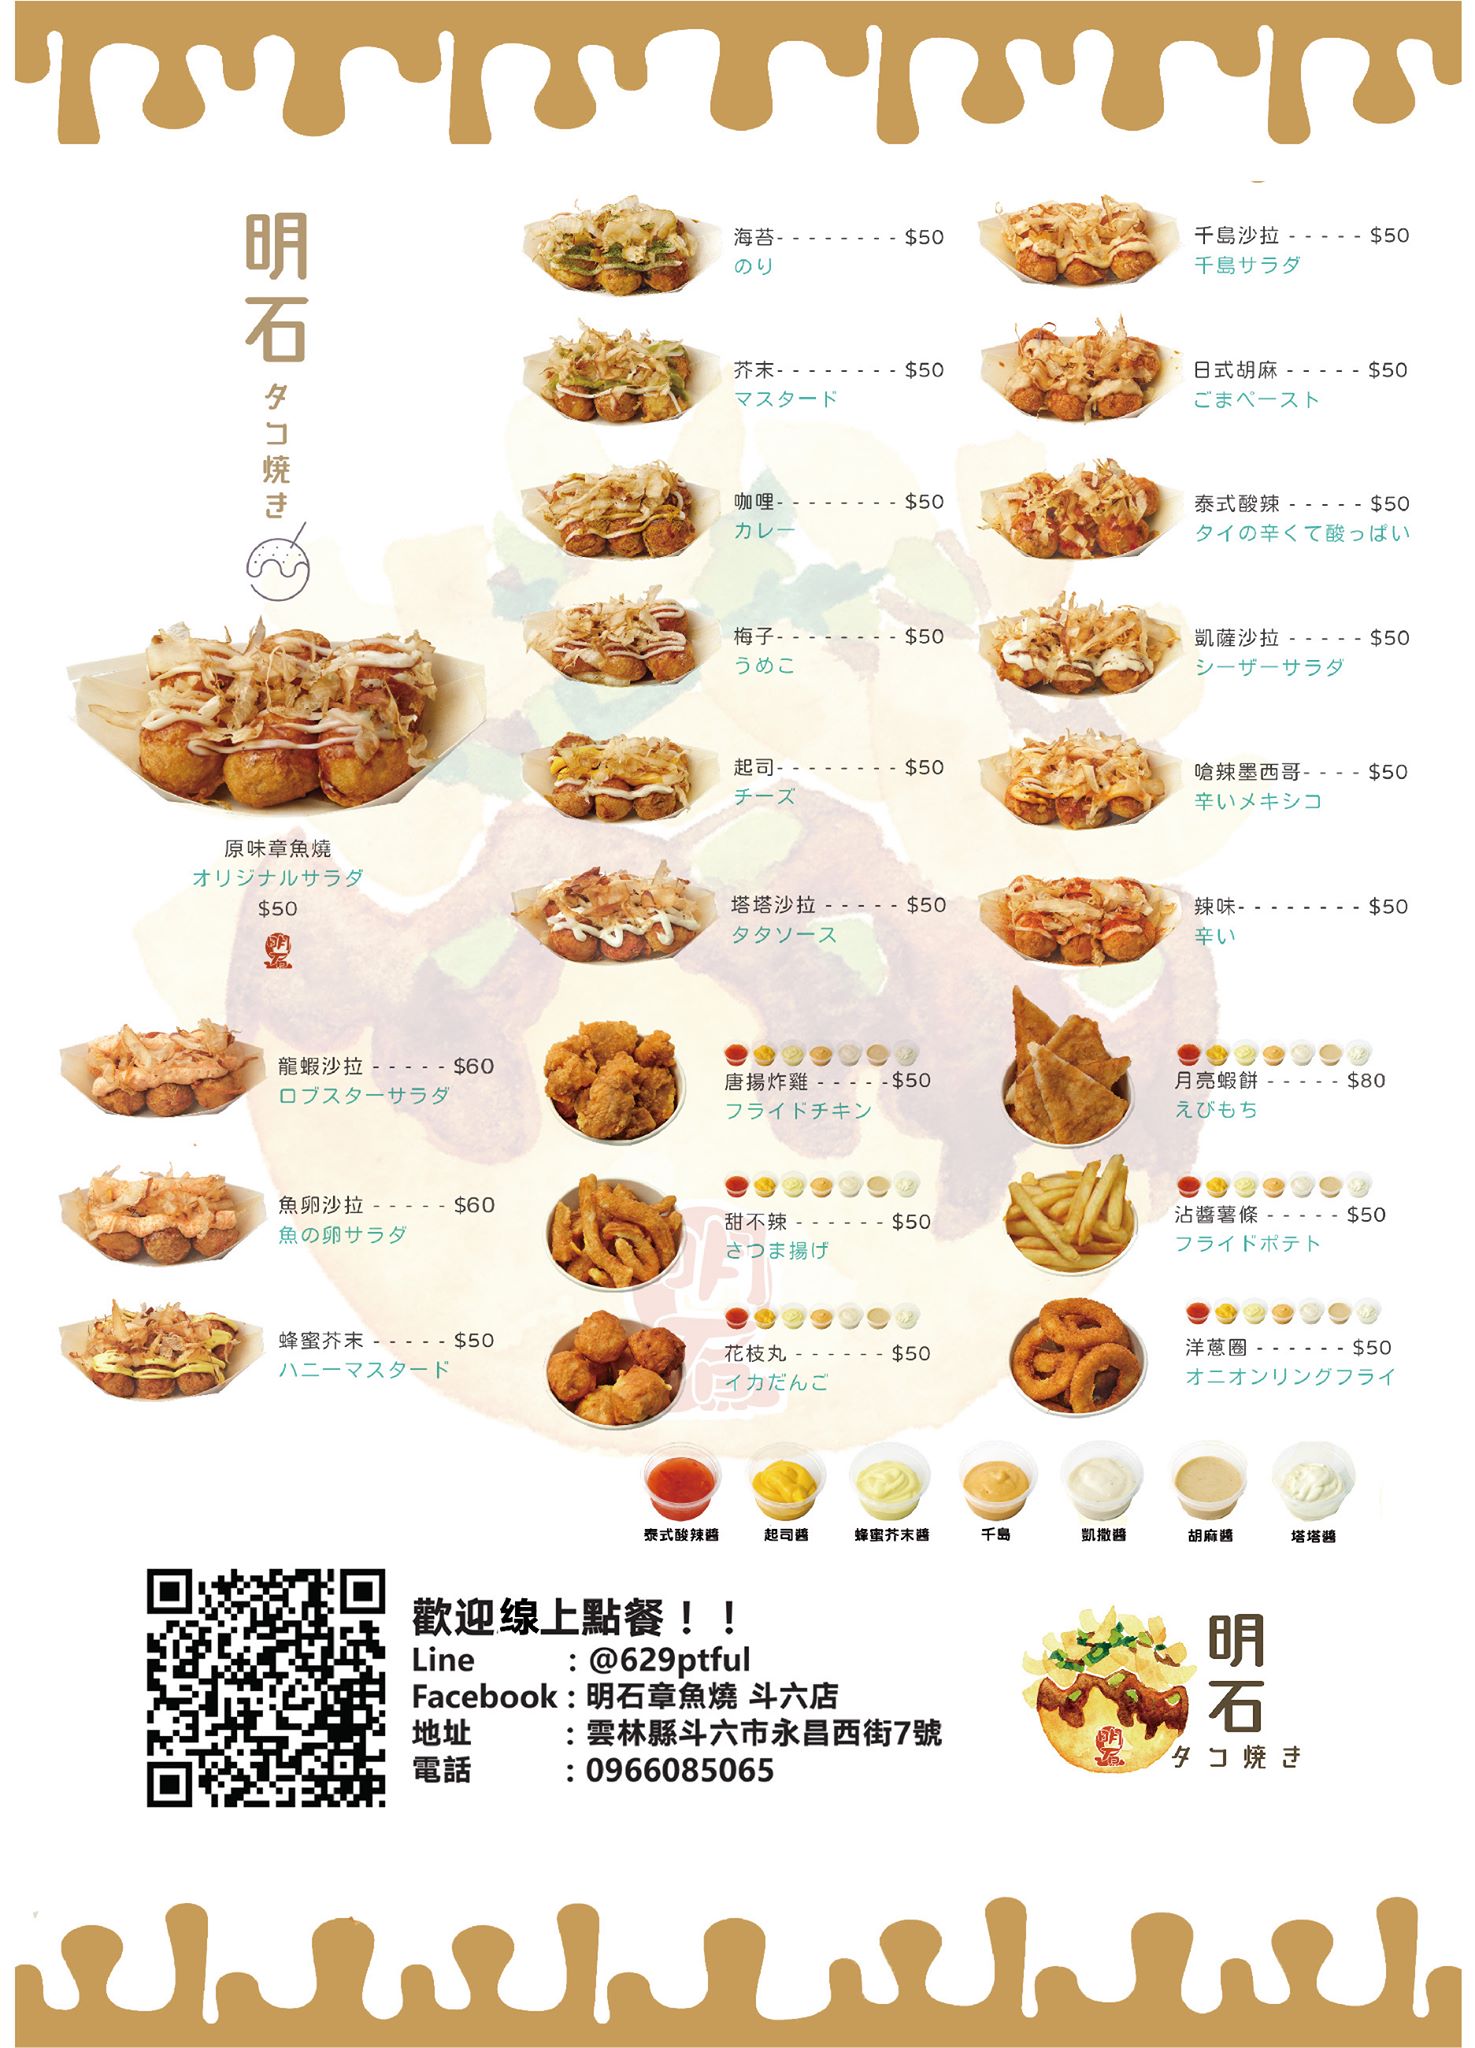 明石
タコ焼き
原味章魚燒
オリジナルサラダ
$50
明石
龍蝦沙拉 - - - - - $60
ロブスターサラダ
魚卵沙拉 - - - - - $60
魚の卵サラダ
蜂蜜芥末 - - - - - $50
ハニーマスタード
海苔- - - - - - - - $50
のり
芥末- - - - - - - - $50
マスタード
咖哩- - - - - - - - $50
カレー
梅子- - - - - - - - $50
うめこ
起司- - - - - - - - $50
チーズ
塔塔沙拉 - - - - - $50
タタソース
千島沙拉 - - - - - $50
千島サラダ
日式胡麻 - - - - - $50
ごまペースト
泰式酸辣 - - - - - $50
タイの辛くて酸っぱい
凱薩沙拉 - - - - - $50
シーザーサラダ
嗆辣墨西哥- - - - $50
辛いメキシコ
辣味- - - - - - - - $50
辛い
唐揚炸雞 - - - - -$50
フライドチキン
甜不辣 - - - - - - $50
さつま揚げ
花枝丸 - - - - - - $50
イカだんご
月亮蝦餅 - - - - - $80
えびもち
沾醬薯條 - - - - - $50
フライドポテト
洋蔥圈 - - - - - - $50
オニオンリングフライ
明石
泰式酸辣醬 起司醬 蜂蜜芥末醬 千島 凱撒醬 胡麻醬 塔塔醬
歡迎线上點餐！！
Line : @629ptful
Facebook : 明石章魚燒 斗六店
地址 : 雲林縣斗六市永昌西街7號
電話 : 0966085065
明石
明石
タコ焼き